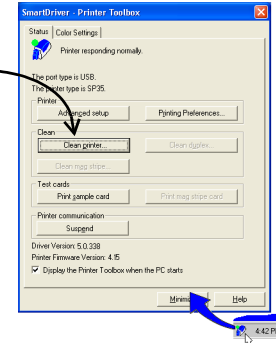 SmartDriver - Printer Toolbox
Status Color Settings
Printer responding normally.
The port type is USB.
The printer type is SP35.
Printer
Advanced setup Printing Preferences...
Clean
Clean printer... Clean duplex...
Clean mag stripe...
Test cards
Print sample card Print mag stripe card
Printer communication
Suspend
Driver Version: 5.0.338
Printer Firmware Version: 4.15
Display the Printer Toolbox when the PC starts
Help
4:42